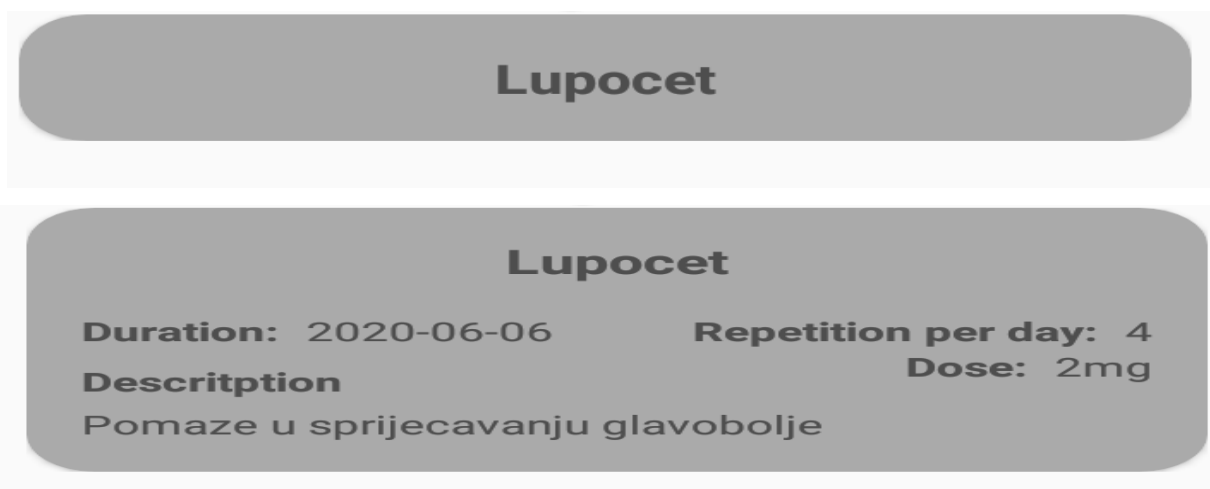 Lupocet
Lupocet
Duration: 2020-06-06 Repetition per day: 4
Dose: 2mg
Descritption
Pomaze u sprijecavanju glavobolje